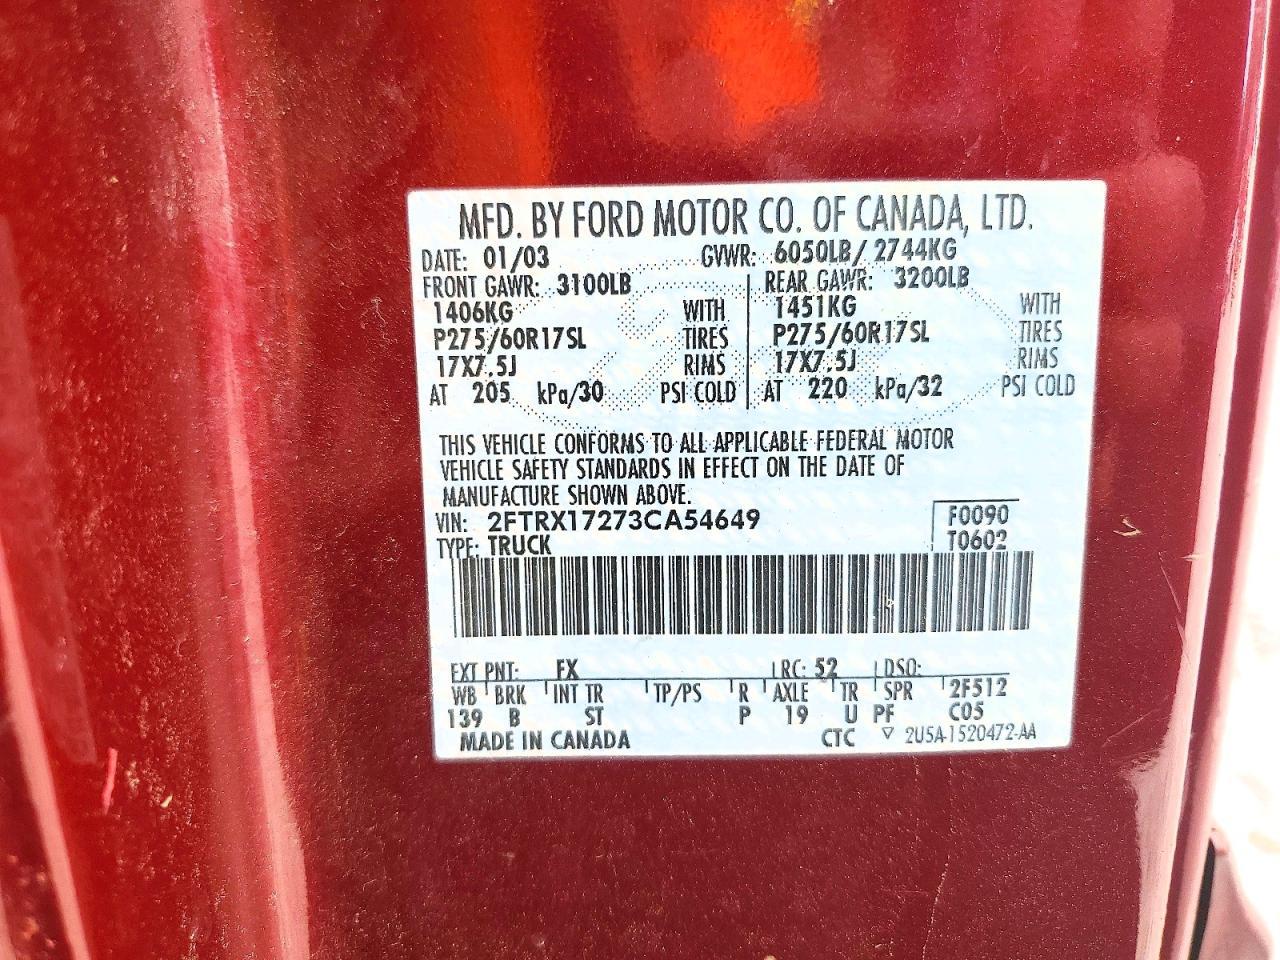 MFD. BY FORD MOTOR CO. OF CANADA, LTD.
DATE: 01/03 GVWR: 6050LB/ 2744KG
FRONT GAWR: 3100LB REAR GAWR: 3200LB
1406KG WITH 1451KG WITH
P275/60R17SL TIRES P275/60R17SL TIRES
17X7.5J RIMS 17X7.5J RIMS
AT 205 kPa/30 PSI COLD AT 220 kPa/32 PSI COLD
THIS VEHICLE CONFORMS TO ALL APPLICABLE FEDERAL MOTOR
VEHICLE SAFETY STANDARDS IN EFFECT ON THE DATE OF
MANUFACTURE SHOWN ABOVE.
VIN: 2FTRX17273CA54649 F0090
TYPE: TRUCK T0602
EXT PNT: FX RC: 52 DSO:
WB BRK INT TR TP/PS R AXLE TR SPR 2F512
139 B ST P 19 U PF C05
MADE IN CANADA CTC ▽ 2U5A-1520472-AA